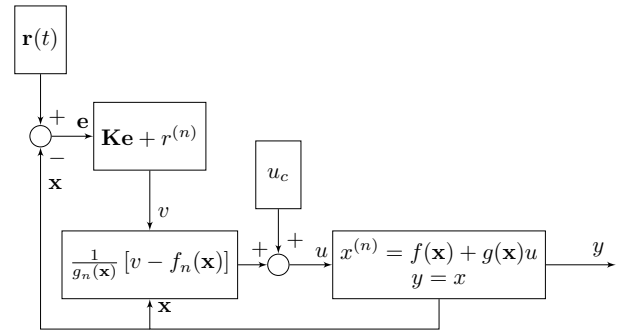 r(t)
+
e
−
x
Ke + r⁽ⁿ⁾
v
u_c
1/g_n(x) [v − f_n(x)]
+
+
u
x⁽ⁿ⁾ = f(x) + g(x)u
y = x
y
x